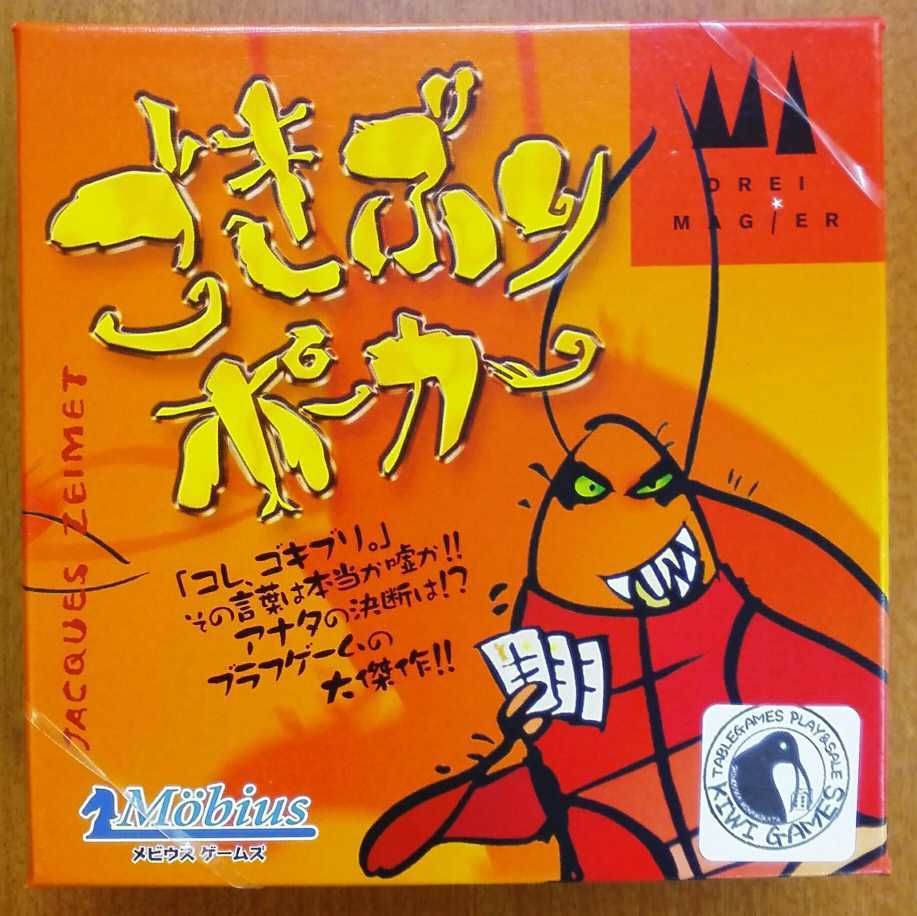 ごきぶり
ポーカー
DREI
MAGIER
JACQUES ZEIMET
「コレ、ゴキブリ。」
その言葉は本当か嘘か!!
アナタの決断は!?
ブラフゲームの
大傑作!!
Möbius
メビウス ゲームズ
TABLEGAMES PLAY&SALE
KIWI GAMES